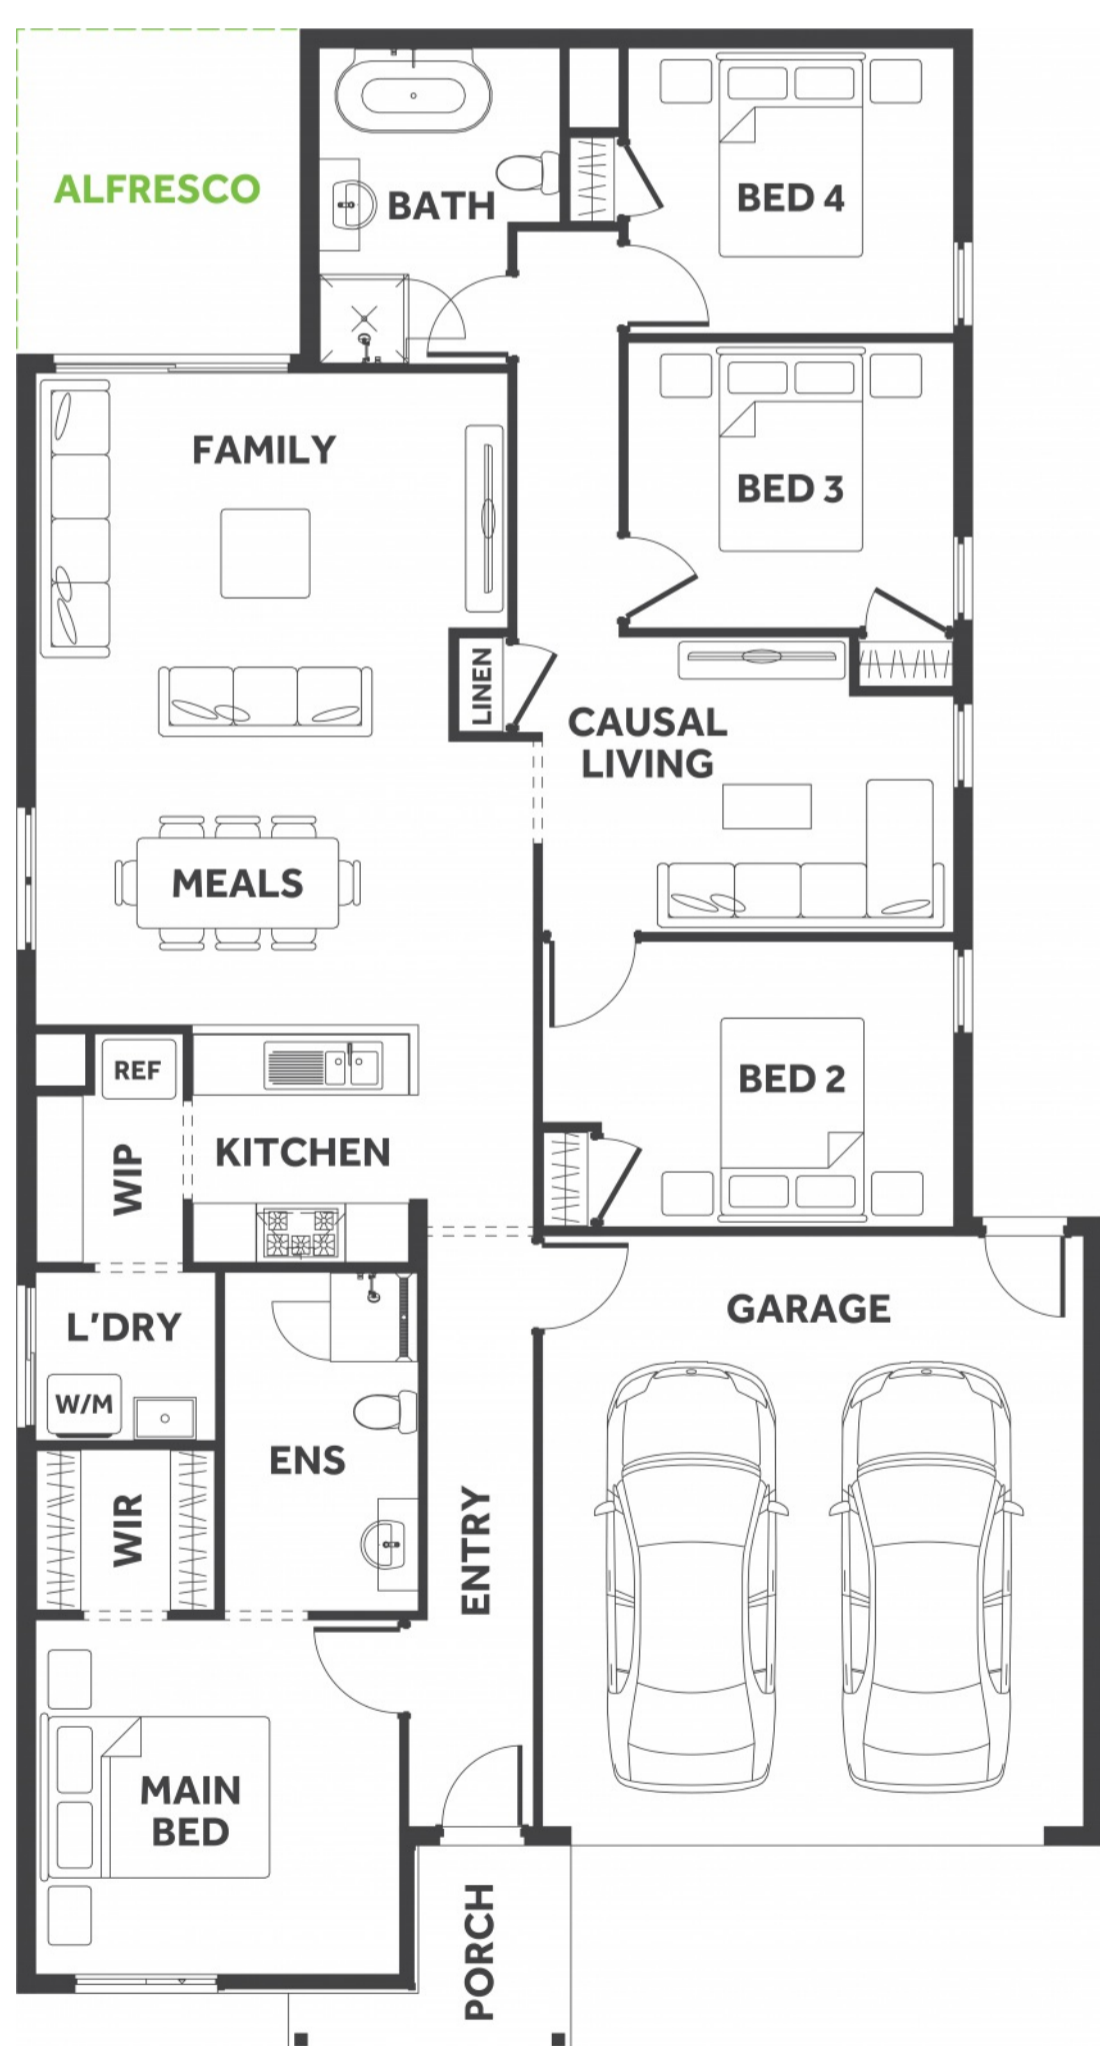 ALFRESCO
BATH
BED 4
FAMILY
BED 3
LINEN
CAUSAL
LIVING
MEALS
REF
BED 2
WIP
KITCHEN
L'DRY
GARAGE
W/M
ENS
WIR
ENTRY
MAIN
BED
PORCH